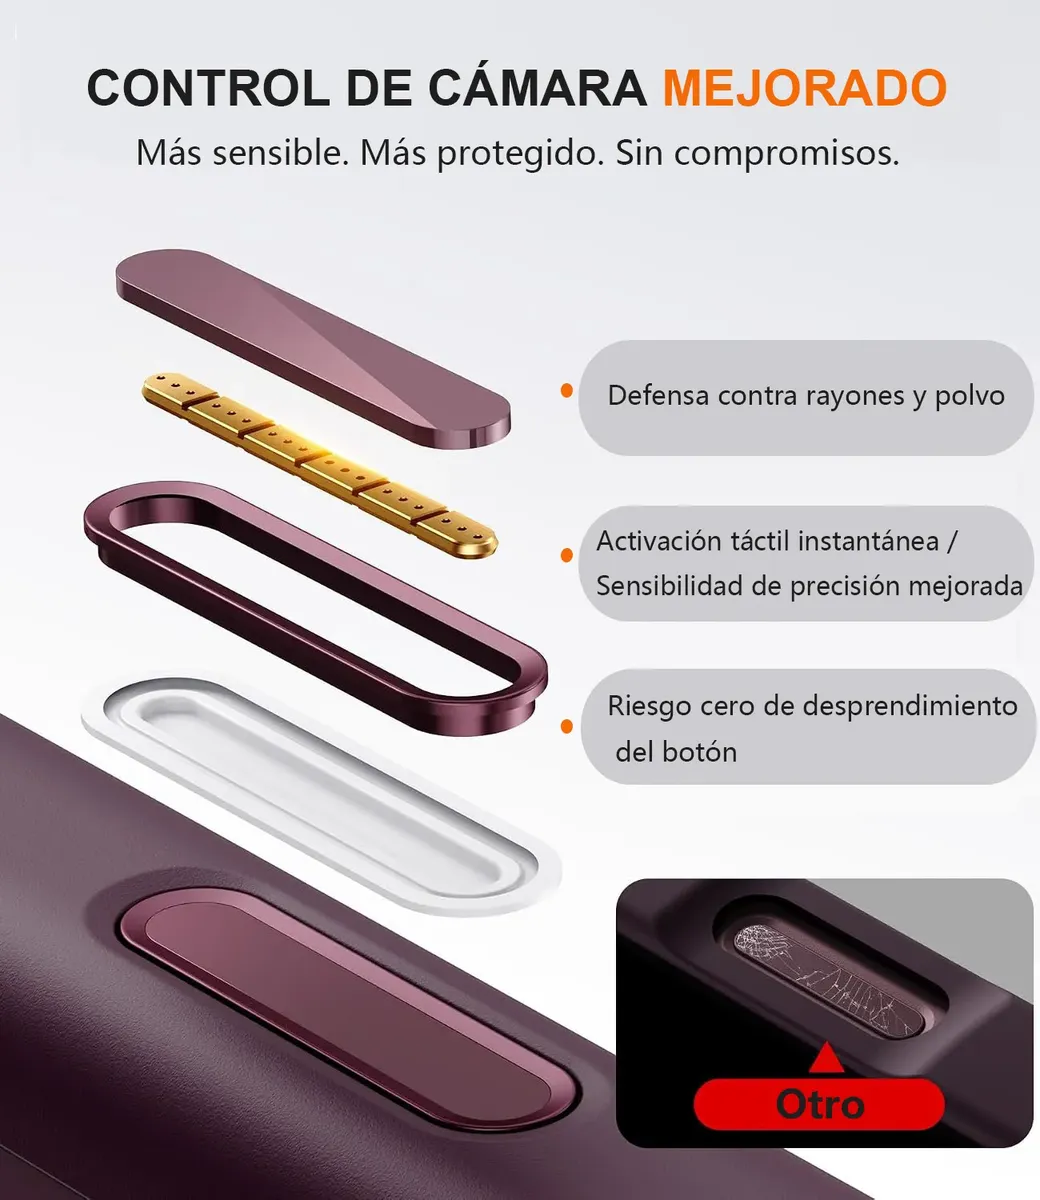 CONTROL DE CÁMARA MEJORADO
Más sensible. Más protegido. Sin compromisos.
Defensa contra rayones y polvo
Activación táctil instantánea /
Sensibilidad de precisión mejorada
Riesgo cero de desprendimiento
del botón
Otro